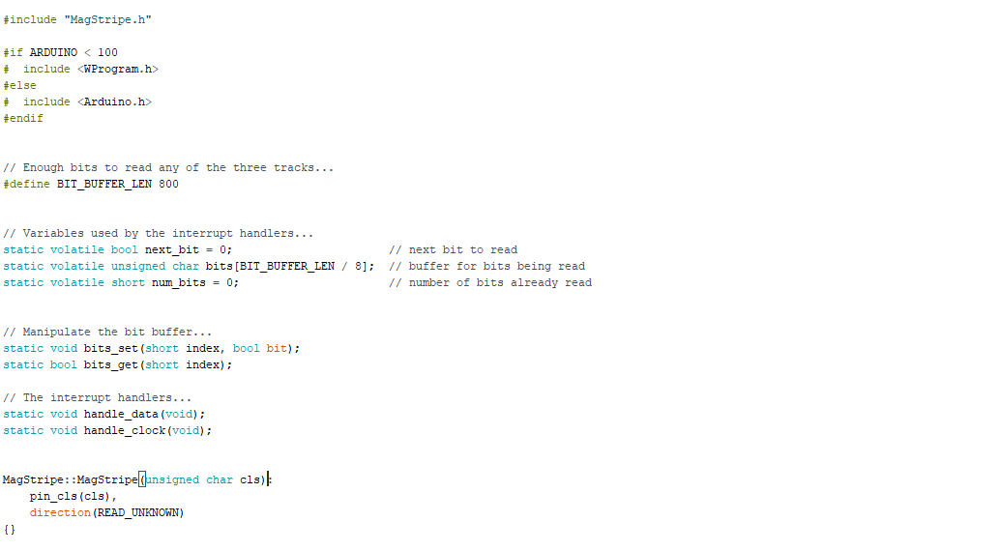 #include "MagStripe.h"
#if ARDUINO < 100
#  include <WProgram.h>
#else
#  include <Arduino.h>
#endif
// Enough bits to read any of the three tracks...
#define BIT_BUFFER_LEN 800
// Variables used by the interrupt handlers...
static volatile bool next_bit = 0;                       // next bit to read
static volatile unsigned char bits[BIT_BUFFER_LEN / 8];  // buffer for bits being read
static volatile short num_bits = 0;                      // number of bits already read
// Manipulate the bit buffer...
static void bits_set(short index, bool bit);
static bool bits_get(short index);
// The interrupt handlers...
static void handle_data(void);
static void handle_clock(void);
MagStripe::MagStripe(unsigned char cls):
    pin_cls(cls),
    direction(READ_UNKNOWN)
{}